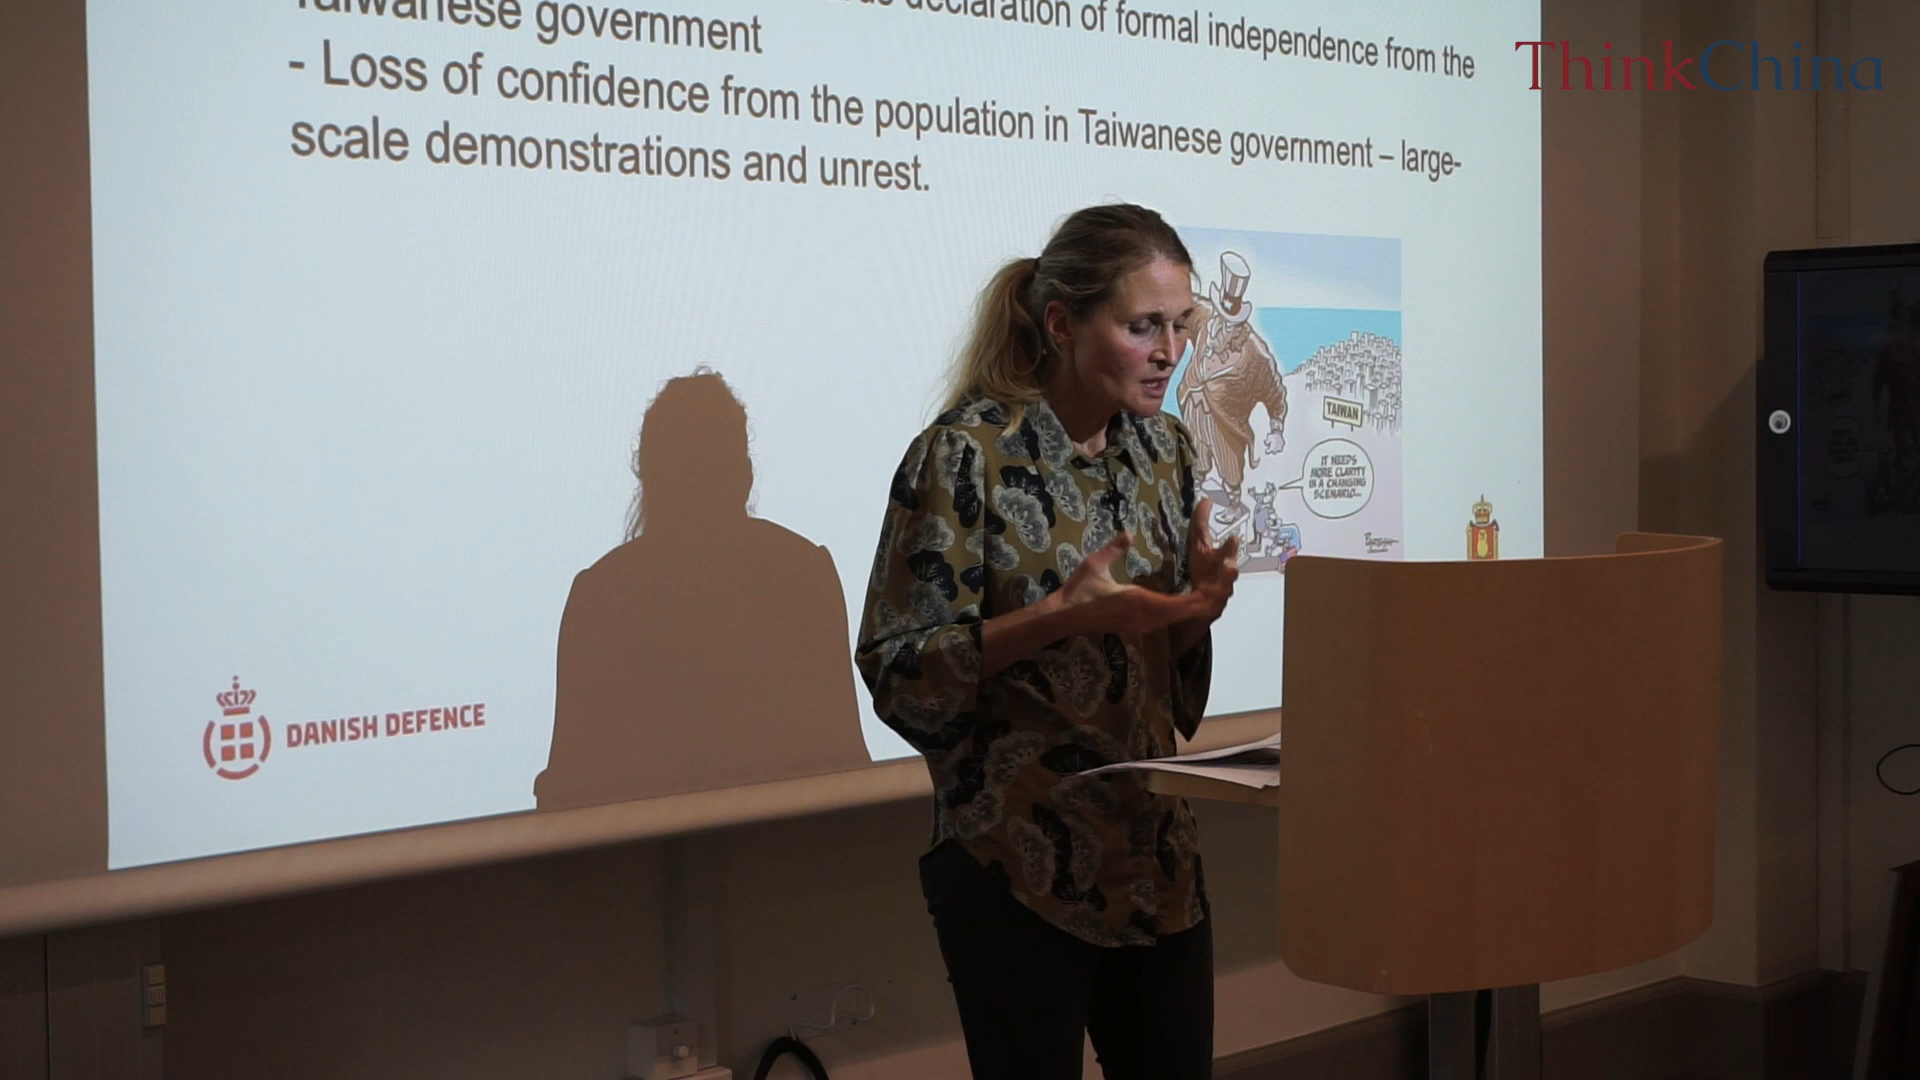 declaration of formal independence from the
Taiwanese government
- Loss of confidence from the population in Taiwanese government – large-
scale demonstrations and unrest.
ThinkChina
TAIWAN
IT NEEDS
MORE CLARITY
IN A CHANGING
SCENARIO...
DANISH DEFENCE